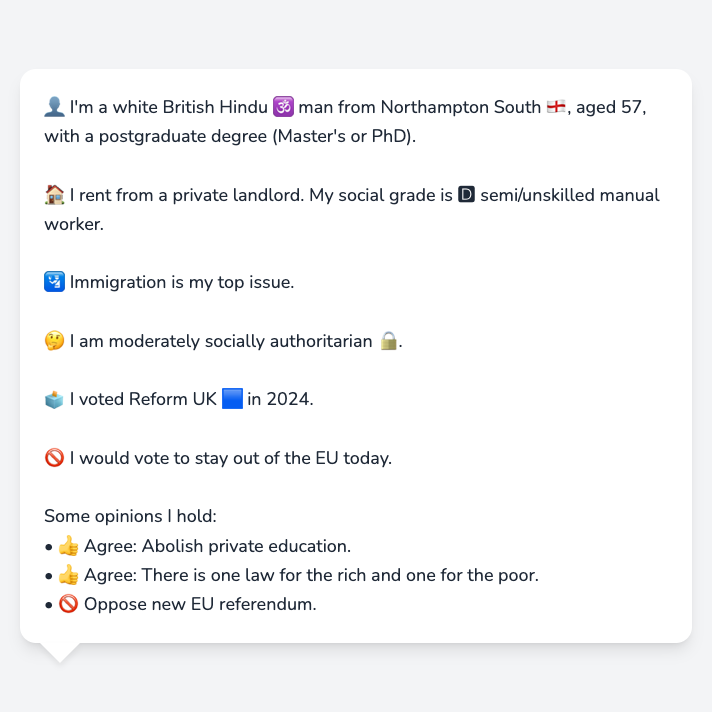 👤 I'm a white British Hindu 🕉️ man from Northampton South 🏴󠁧󠁢󠁥󠁮󠁧󠁿, aged 57,
with a postgraduate degree (Master's or PhD).
🏠 I rent from a private landlord. My social grade is 🅳 semi/unskilled manual
worker.
🛂 Immigration is my top issue.
🤔 I am moderately socially authoritarian 🔒.
🗳️ I voted Reform UK 🟦 in 2024.
🚫 I would vote to stay out of the EU today.
Some opinions I hold:
• 👍 Agree: Abolish private education.
• 👍 Agree: There is one law for the rich and one for the poor.
• 🚫 Oppose new EU referendum.